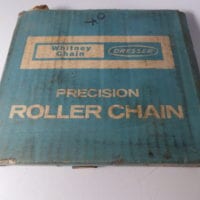 Whitney
Chain
DRESSER
PRECISION
ROLLER CHAIN